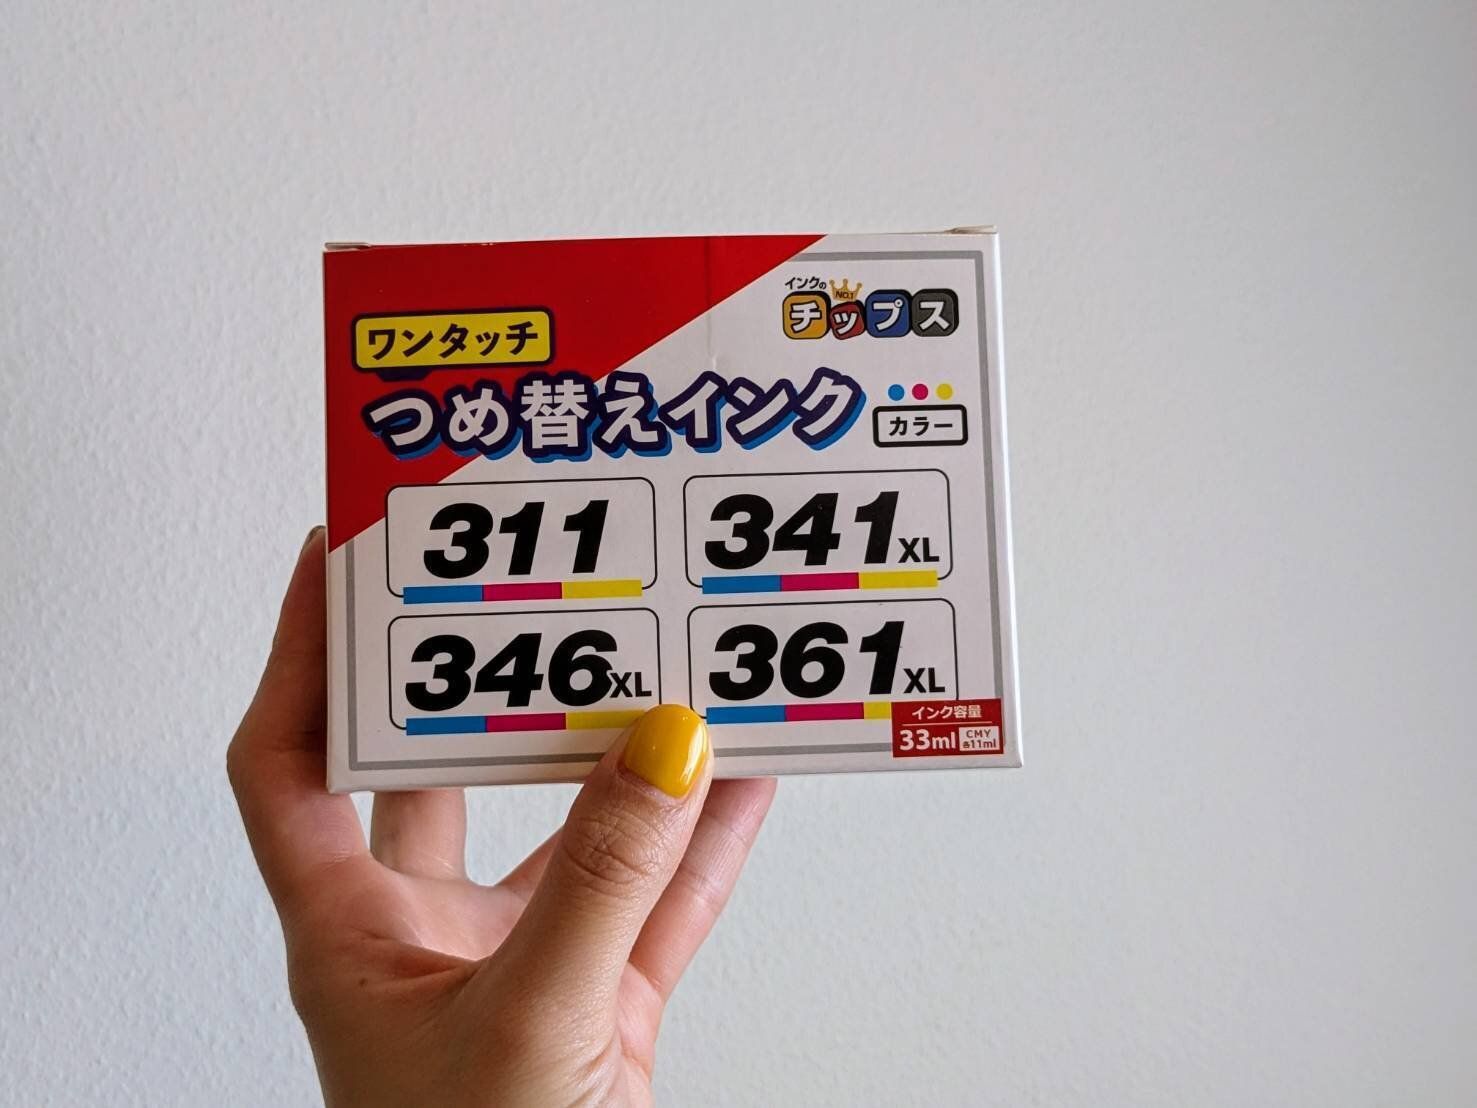 インクの
NO.1
チップス
ワンタッチ
つめ替えインク
カラー
311
341XL
346XL
361XL
インク容量
33ml
CMY
各11ml